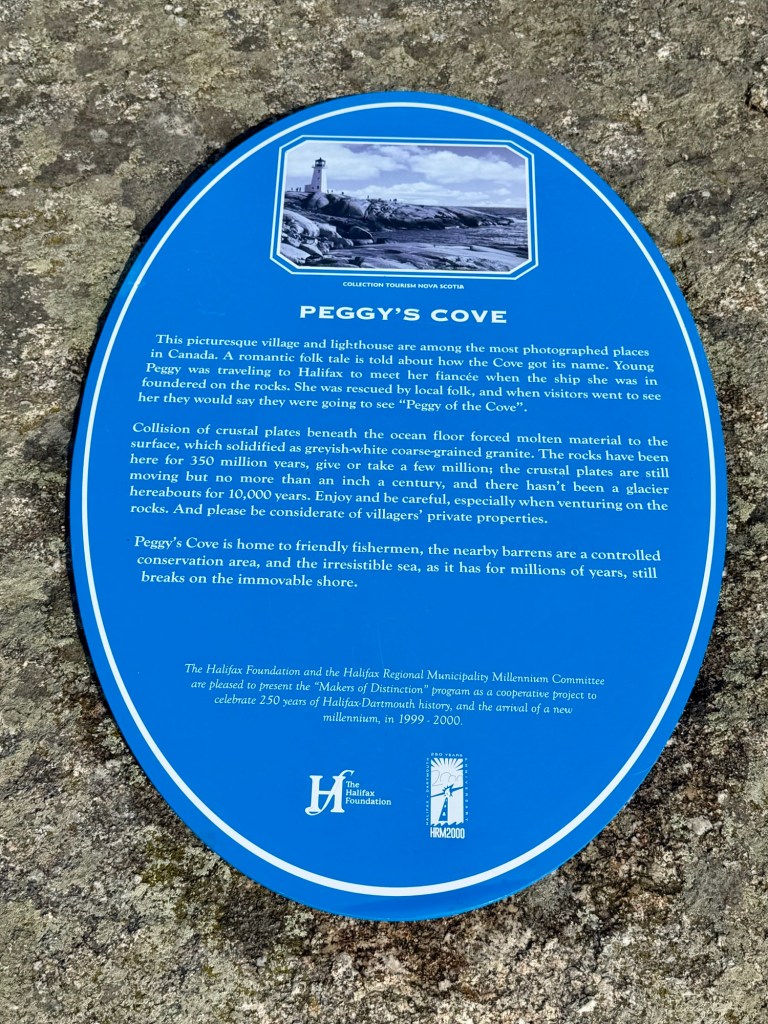 COLLECTION TOURISM NOVA SCOTIA
PEGGY'S COVE
This picturesque village and lighthouse are among the most photographed places
in Canada. A romantic folk tale is told about how the Cove got its name. Young
Peggy was traveling to Halifax to meet her fiancée when the ship she was in
foundered on the rocks. She was rescued by local folk, and when visitors went to see
her they would say they were going to see "Peggy of the Cove".
Collision of crustal plates beneath the ocean floor forced molten material to the
surface, which solidified as greyish-white coarse-grained granite. The rocks have been
here for 350 million years, give or take a few million; the crustal plates are still
moving but no more than an inch a century, and there hasn't been a glacier
hereabouts for 10,000 years. Enjoy and be careful, especially when venturing on the
rocks. And please be considerate of villagers' private properties.
Peggy's Cove is home to friendly fishermen, the nearby barrens are a controlled
conservation area, and the irresistible sea, as it has for millions of years, still
breaks on the immovable shore.
The Halifax Foundation and the Halifax Regional Municipality Millennium Committee
are pleased to present the "Makers of Distinction" program as a cooperative project to
celebrate 250 years of Halifax-Dartmouth history, and the arrival of a new
millennium, in 1999 - 2000.
Hf The
Halifax
Foundation
250 YEARS
HALIFAX · DARTMOUTH
HRM2000